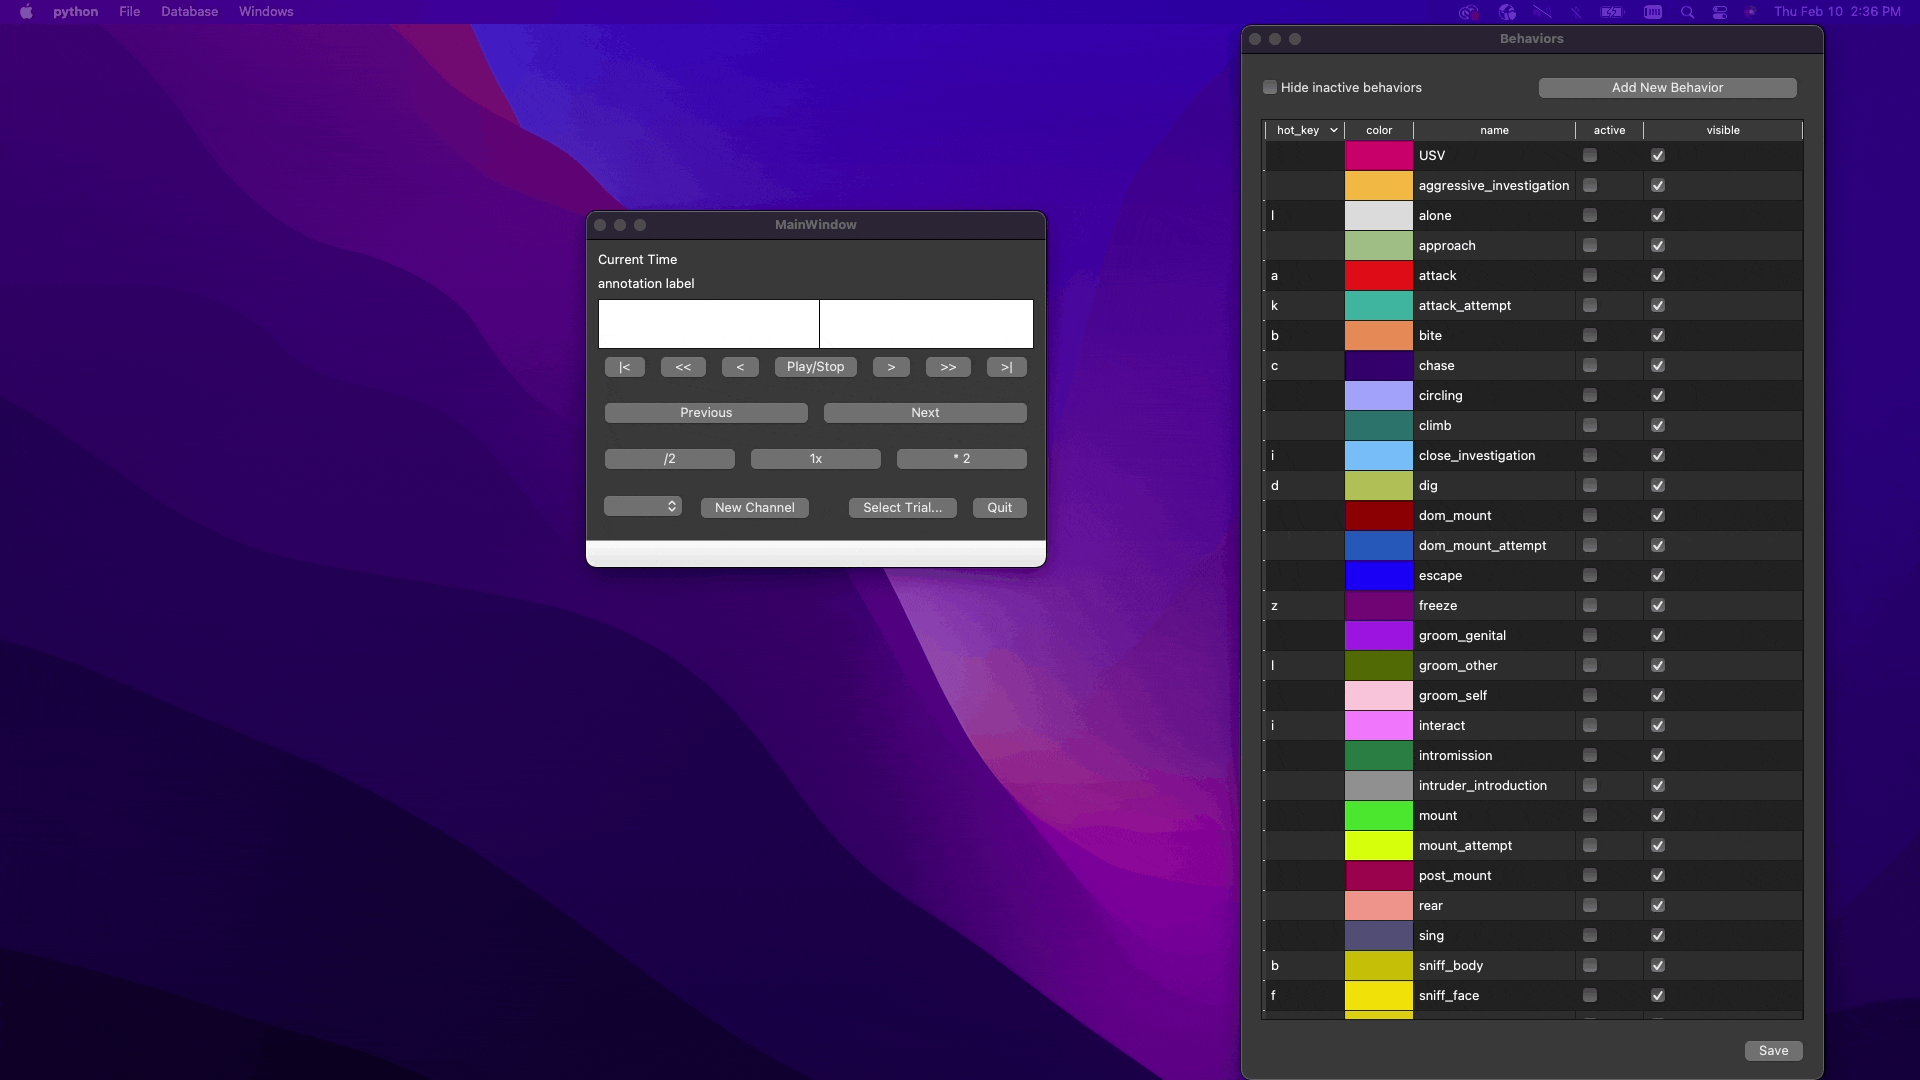 python File Database Windows Thu Feb 10 2:36 PM
Behaviors
Hide inactive behaviors Add New Behavior
hot_key color name active visible
USV
aggressive_investigation
l alone
approach
a attack
k attack_attempt
b bite
c chase
circling
climb
i close_investigation
d dig
dom_mount
dom_mount_attempt
escape
z freeze
groom_genital
l groom_other
groom_self
i interact
intromission
intruder_introduction
mount
mount_attempt
post_mount
rear
sing
b sniff_body
f sniff_face
Save
MainWindow
Current Time
annotation label
|< << < Play/Stop > >> >|
Previous Next
/2 1x * 2
New Channel Select Trial... Quit